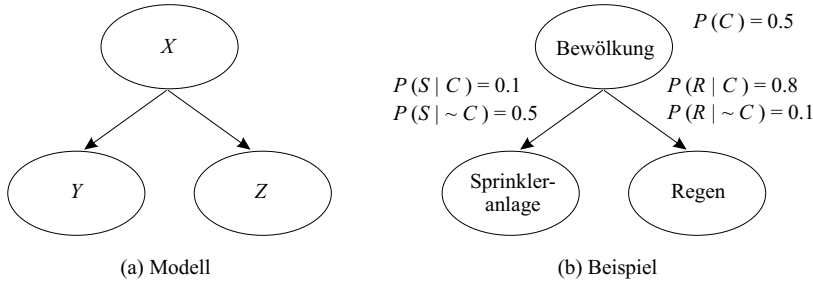 X
Y
Z
(a) Modell
P (C ) = 0.5
Bewölkung
P (S | C ) = 0.1
P (S | ~ C ) = 0.5
P (R | C ) = 0.8
P (R | ~ C ) = 0.1
Sprinkler-
anlage
Regen
(b) Beispiel